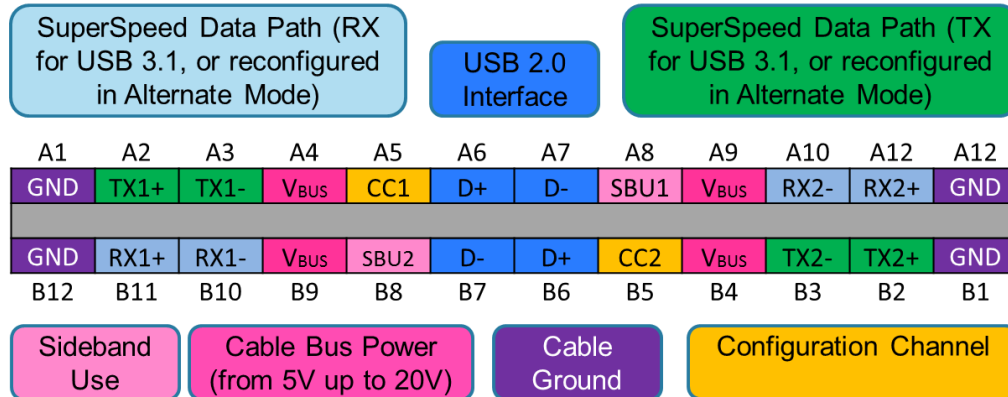 SuperSpeed Data Path (RX
for USB 3.1, or reconfigured
in Alternate Mode)
USB 2.0
Interface
SuperSpeed Data Path (TX
for USB 3.1, or reconfigured
in Alternate Mode)
A1 A2 A3 A4 A5 A6 A7 A8 A9 A10 A12 A12
GND TX1+ TX1- VBUS CC1 D+ D- SBU1 VBUS RX2- RX2+ GND
GND RX1+ RX1- VBUS SBU2 D- D+ CC2 VBUS TX2- TX2+ GND
B12 B11 B10 B9 B8 B7 B6 B5 B4 B3 B2 B1
Sideband
Use
Cable Bus Power
(from 5V up to 20V)
Cable
Ground
Configuration Channel